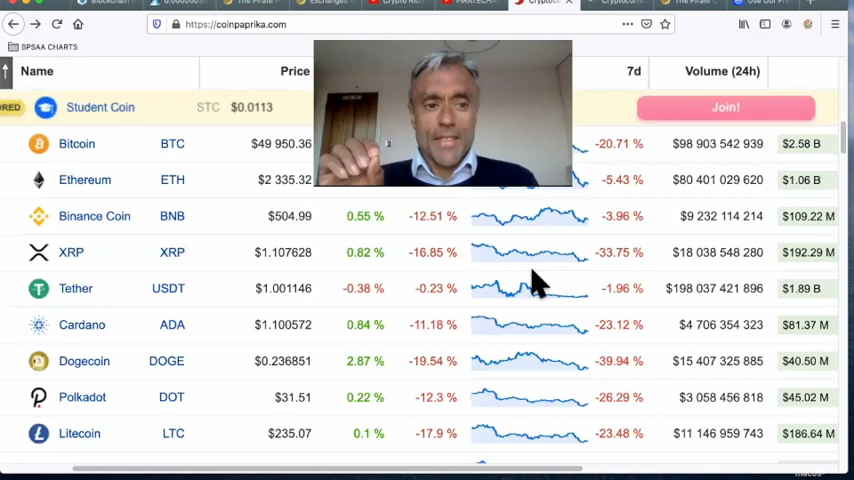 https://coinpaprika.com
BPSAA CHARTS
Name Price 7d Volume (24h)
Student Coin STC $0.0113 Join!
Bitcoin BTC $49 950.36 -20.71 % $98 903 542 939 $2.58 B
Ethereum ETH $2 335.32 -5.43 % $80 401 029 620 $1.06 B
Binance Coin BNB $504.99 0.55 % -12.51 % -3.96 % $9 232 114 214 $109.22 M
XRP XRP $1.107628 0.82 % -16.85 % -33.75 % $18 038 548 280 $192.29 M
Tether USDT $1.001146 -0.38 % -0.23 % -1.96 % $198 037 421 896 $1.89 B
Cardano ADA $1.100572 0.84 % -11.18 % -23.12 % $4 706 354 323 $81.37 M
Dogecoin DOGE $0.236851 2.87 % -19.54 % -39.94 % $15 407 325 885 $40.50 M
Polkadot DOT $31.51 0.22 % -12.3 % -26.29 % $3 058 456 818 $45.02 M
Litecoin LTC $235.07 0.1 % -17.9 % -23.48 % $11 146 959 743 $186.64 M